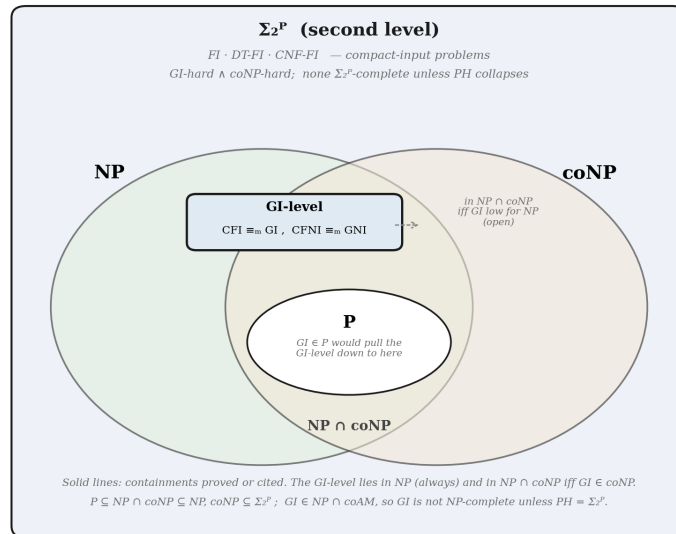 Σ₂ᴾ (second level)
FI · DT-FI · CNF-FI — compact-input problems
GI-hard ∧ coNP-hard; none Σ₂ᴾ-complete unless PH collapses
NP
coNP
GI-level
CFI ≡ₘ GI , CFNI ≡ₘ GNI
in NP ∩ coNP
iff GI low for NP
(open)
P
GI ∈ P would pull the
GI-level down to here
NP ∩ coNP
Solid lines: containments proved or cited. The GI-level lies in NP (always) and in NP ∩ coNP iff GI ∈ coNP.
P ⊆ NP ∩ coNP ⊆ NP, coNP ⊆ Σ₂ᴾ ; GI ∈ NP ∩ coAM, so GI is not NP-complete unless PH = Σ₂ᴾ.